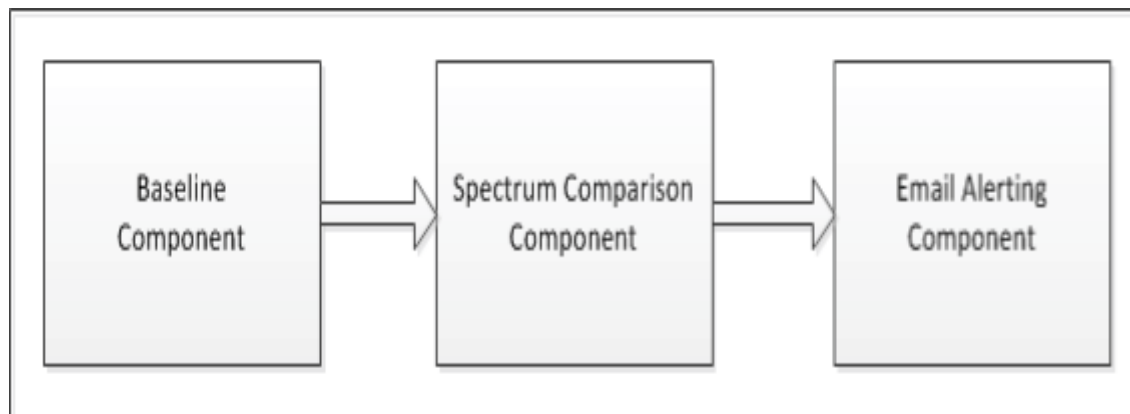 Baseline
Component
Spectrum Comparison
Component
Email Alerting
Component